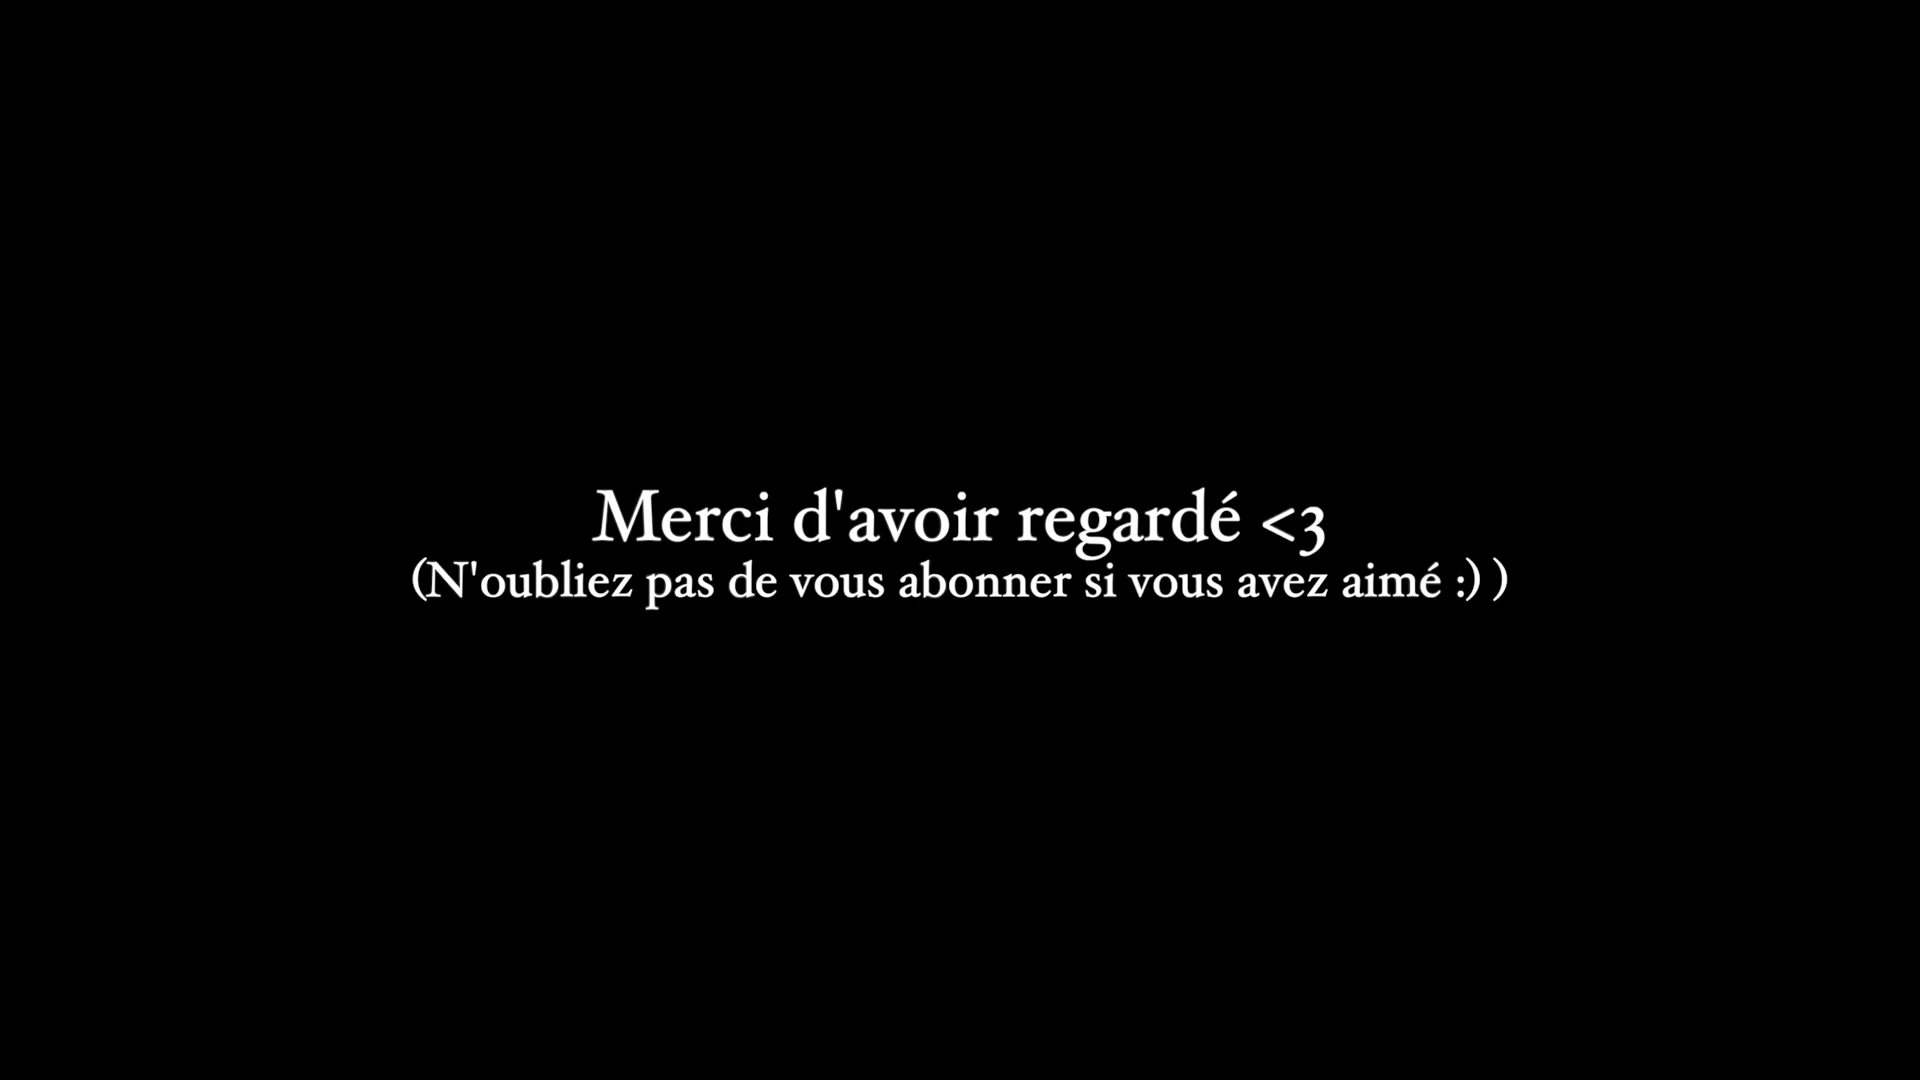 Merci d'avoir regardé <3
(N'oubliez pas de vous abonner si vous avez aimé :) )